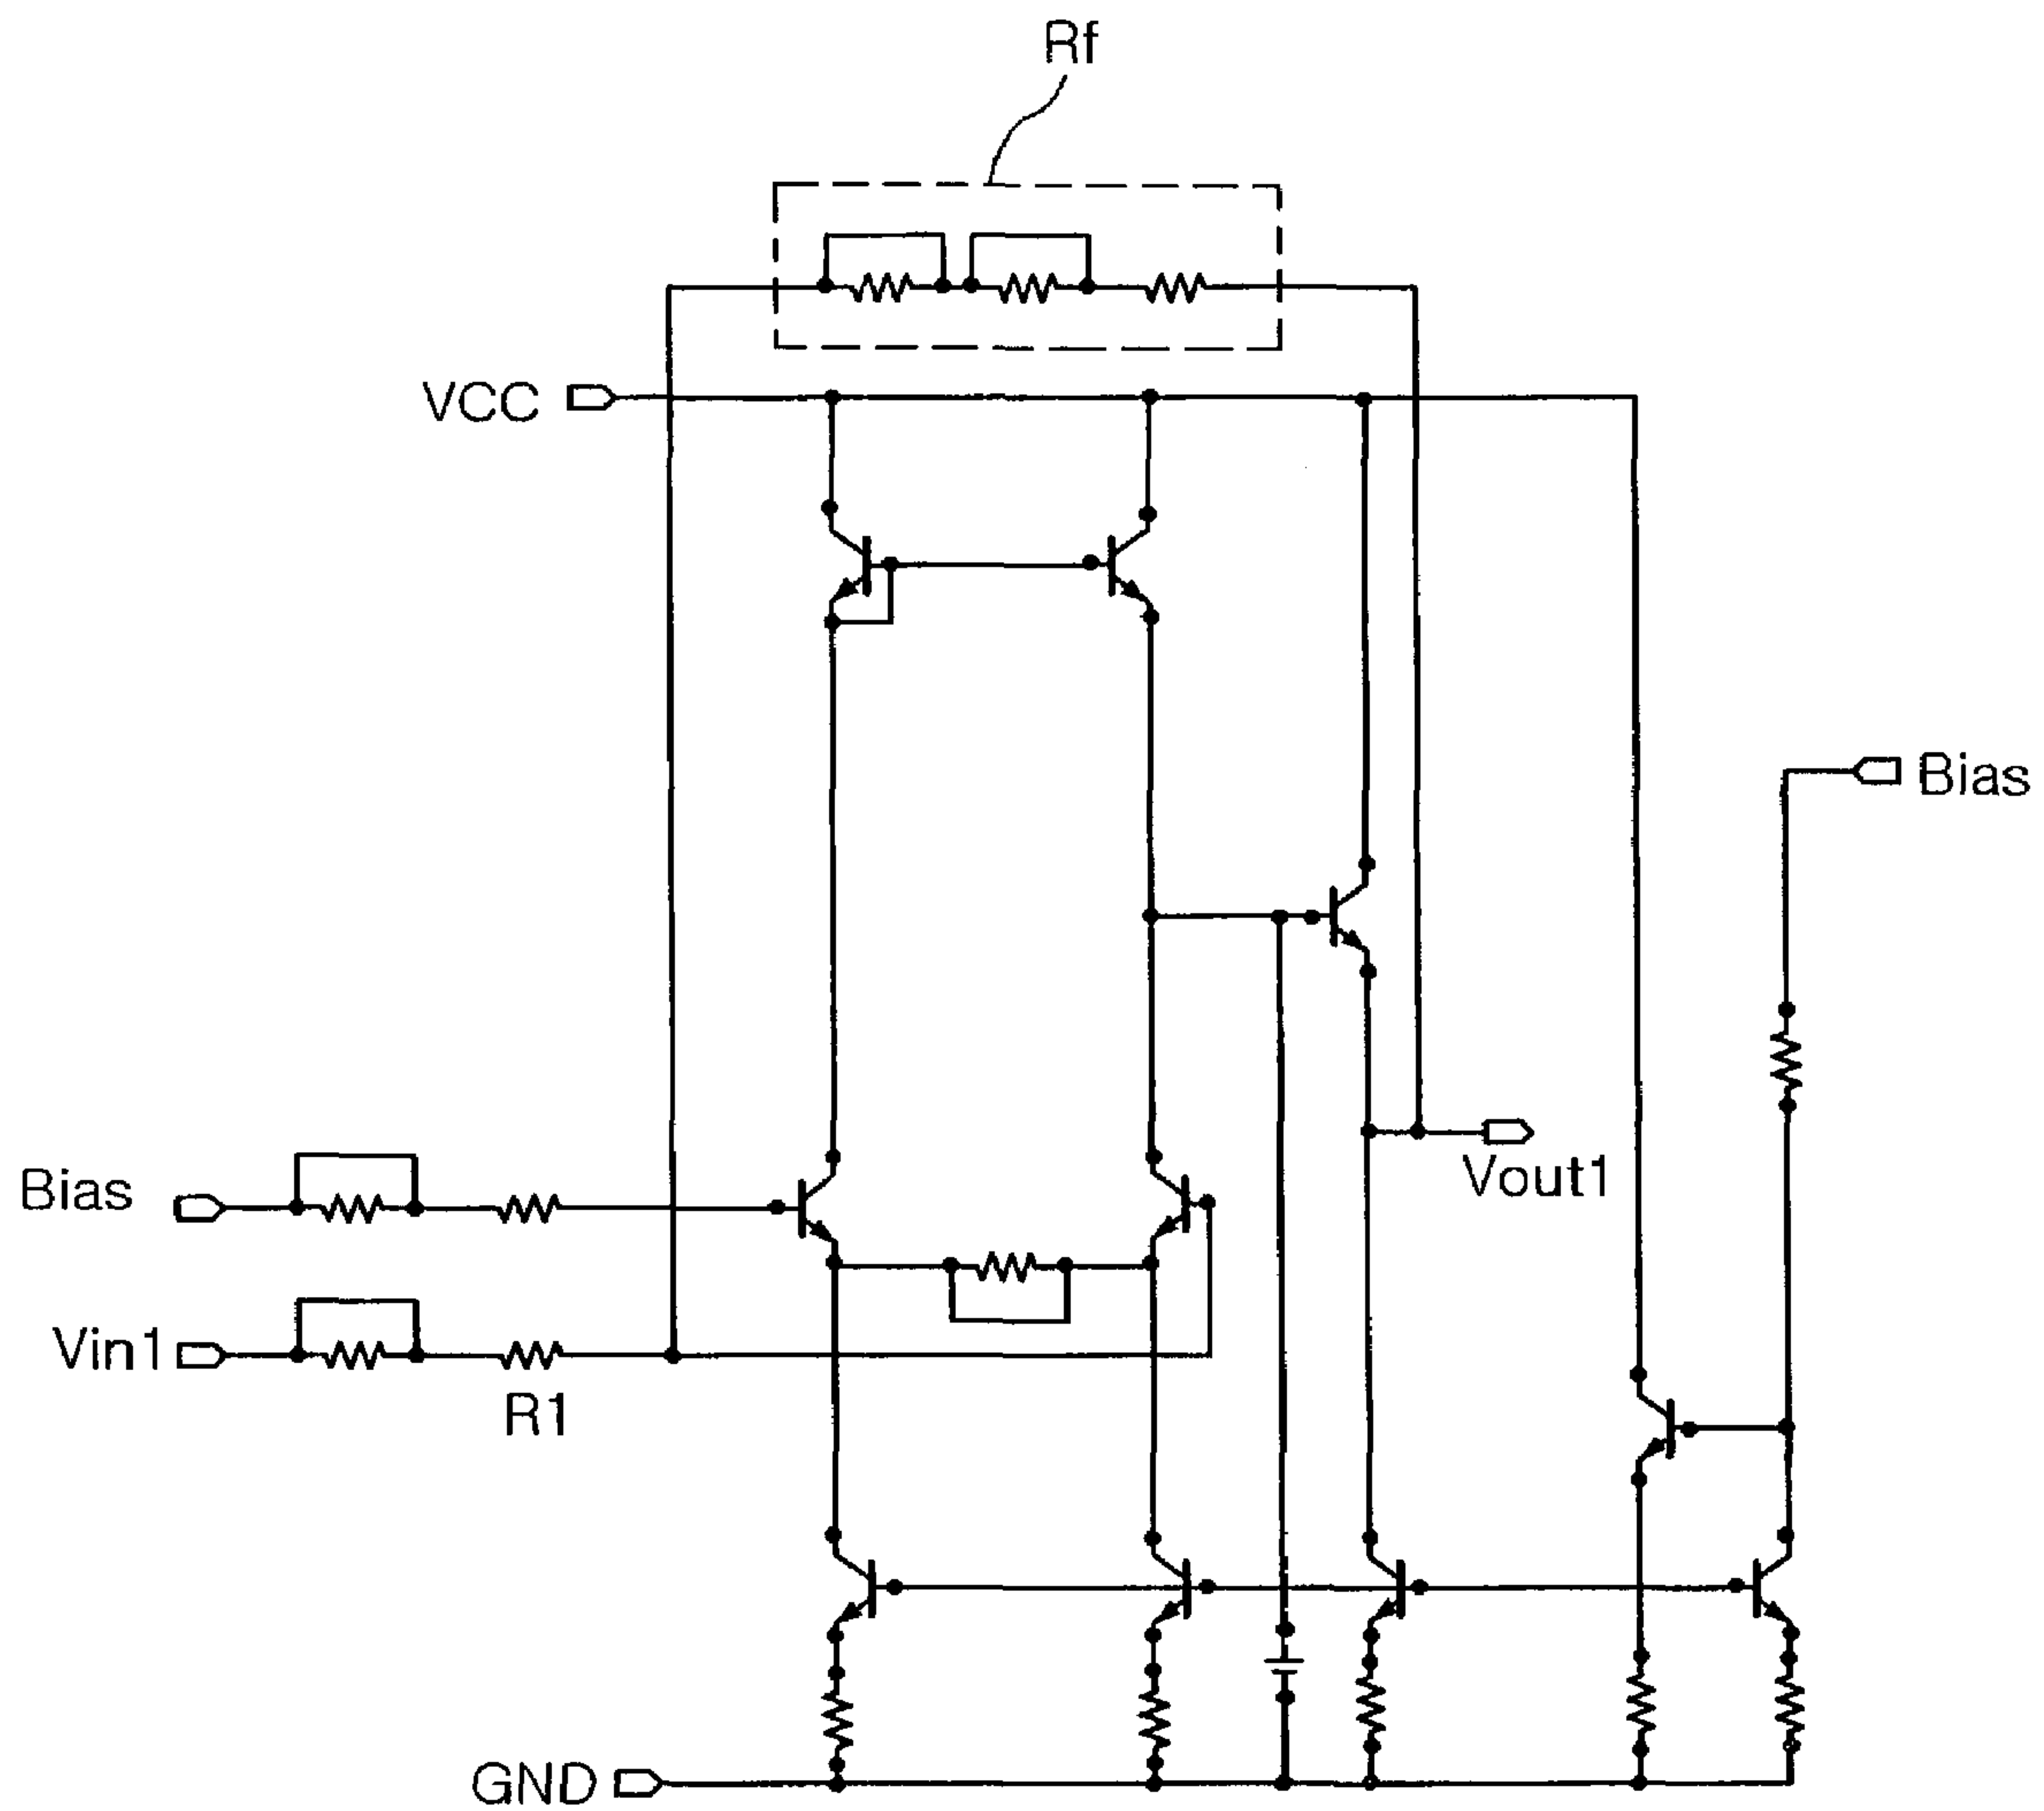 Rf
VCC
Bias
Bias
Vout1
Vin1
R1
GND